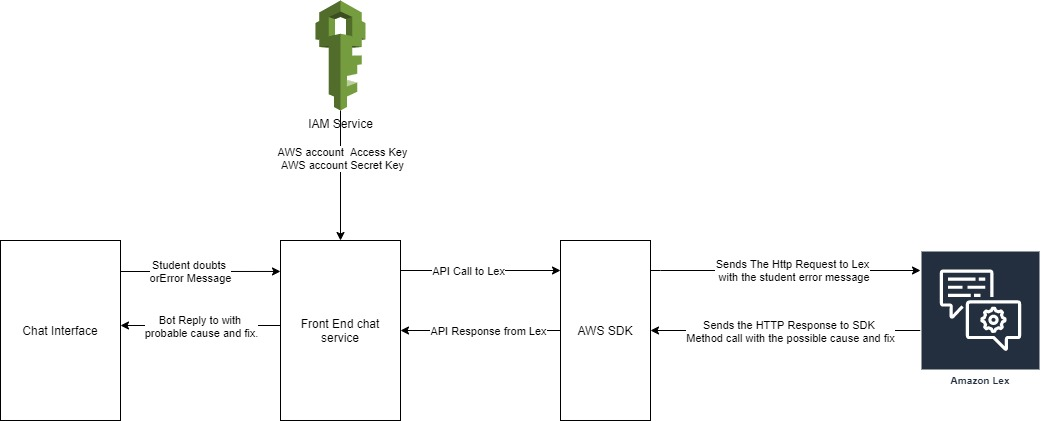 IAM Service
AWS account  Access Key
AWS account Secret Key
Chat Interface
Student doubts
orError Message
Bot Reply to with
probable cause and fix.
Front End chat
service
API Call to Lex
API Response from Lex
AWS SDK
Sends The Http Request to Lex
with the student error message
Sends the HTTP Response to SDK
Method call with the possible cause and fix
Amazon Lex